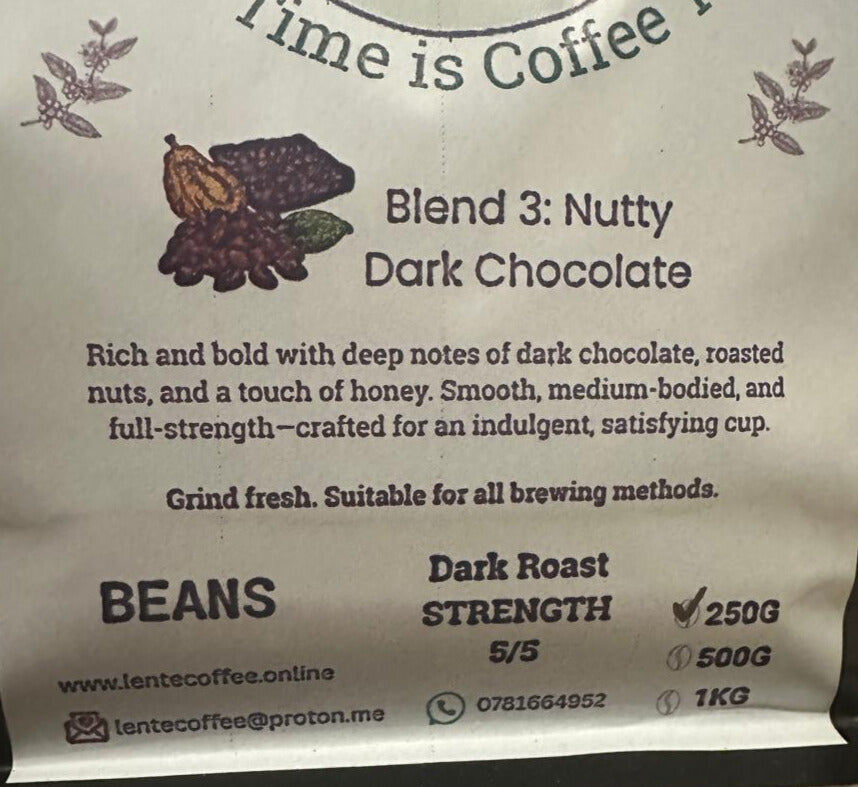 Time is Coffee
Blend 3: Nutty
Dark Chocolate
Rich and bold with deep notes of dark chocolate, roasted
nuts, and a touch of honey. Smooth, medium-bodied, and
full-strength—crafted for an indulgent, satisfying cup.
Grind fresh. Suitable for all brewing methods.
BEANS
www.lentecoffee.online
lentecoffee@proton.me
Dark Roast
STRENGTH
5/5
0781664952
250G
500G
1KG